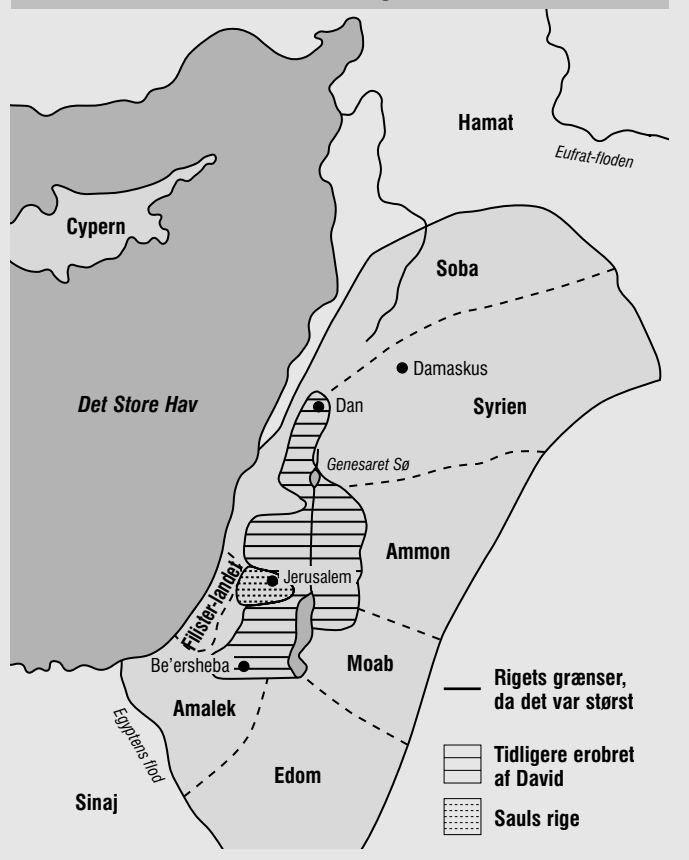 Hamat
Eufrat-floden
Cypern
Soba
Damaskus
Det Store Hav
Dan
Syrien
Genesaret Sø
Ammon
Jerusalem
Filister-landet
Be'ersheba
Moab
Amalek
Egyptens flod
Edom
Sinaj
Rigets grænser,
da det var størst
Tidligere erobret
af David
Sauls rige